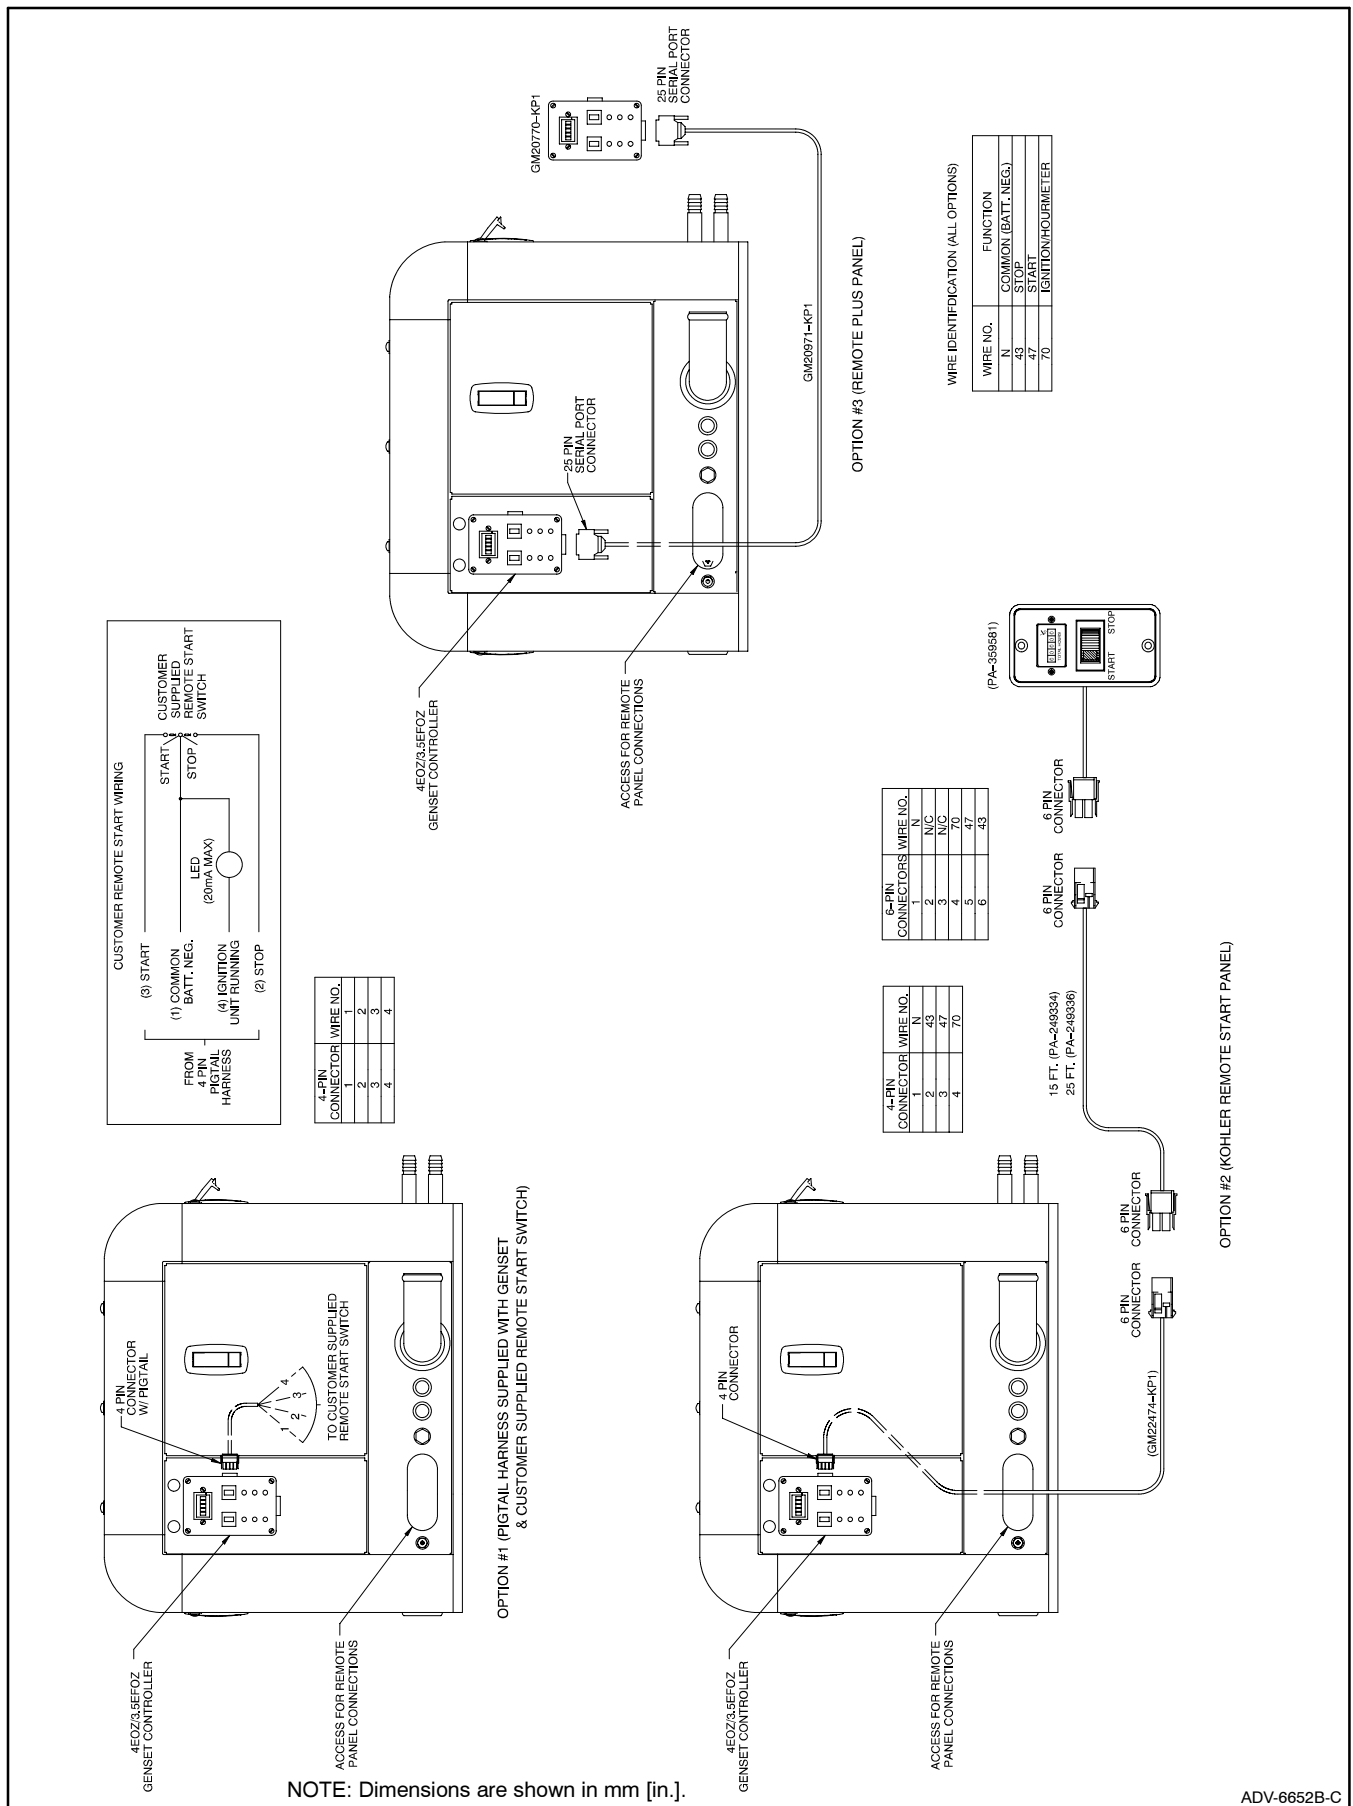 CUSTOMER REMOTE START WIRING
(3) START
(1) COMMON
BATT. NEG.
(4) IGNITION
UNIT RUNNING
(2) STOP
FROM
4 PIN
PIGTAIL
HARNESS
LED
(20mA MAX)
START
STOP
CUSTOMER
SUPPLIED
REMOTE START
SWITCH
4-PIN
CONNECTOR WIRE NO.
1 1
2 2
3 3
4 4
4 PIN
CONNECTOR
W/ PIGTAIL
1 2 3 4
TO CUSTOMER SUPPLIED
REMOTE START SWITCH
4EOZ/3.5EFOZ
GENSET CONTROLLER
ACCESS FOR REMOTE
PANEL CONNECTIONS
OPTION #1 (PIGTAIL HARNESS SUPPLIED WITH GENSET
& CUSTOMER SUPPLIED REMOTE START SWITCH)
4EOZ/3.5EFOZ
GENSET CONTROLLER
ACCESS FOR REMOTE
PANEL CONNECTIONS
25 PIN
SERIAL PORT
CONNECTOR
GM20770-KP1
25 PIN
SERIAL PORT
CONNECTOR
GM20971-KP1
OPTION #3 (REMOTE PLUS PANEL)
WIRE IDENTIFDICATION (ALL OPTIONS)
WIRE NO. FUNCTION
N COMMON (BATT. NEG.)
43 STOP
47 START
70 IGNITION/HOURMETER
4EOZ/3.5EFOZ
GENSET CONTROLLER
ACCESS FOR REMOTE
PANEL CONNECTIONS
4 PIN
CONNECTOR
4-PIN
CONNECTOR WIRE NO.
1 N
2 43
3 47
4 70
6-PIN
CONNECTORS WIRE NO.
1 N
2 N/C
3 N/C
4 70
5 47
6 43
(GM22474-KP1)
6 PIN
CONNECTOR
6 PIN
CONNECTOR
15 FT. (PA-249334)
25 FT. (PA-249336)
6 PIN
CONNECTOR
6 PIN
CONNECTOR
(PA-359581)
TOTAL HOURS
START STOP
OPTION #2 (KOHLER REMOTE START PANEL)
NOTE: Dimensions are shown in mm [in.].
ADV-6652B-C